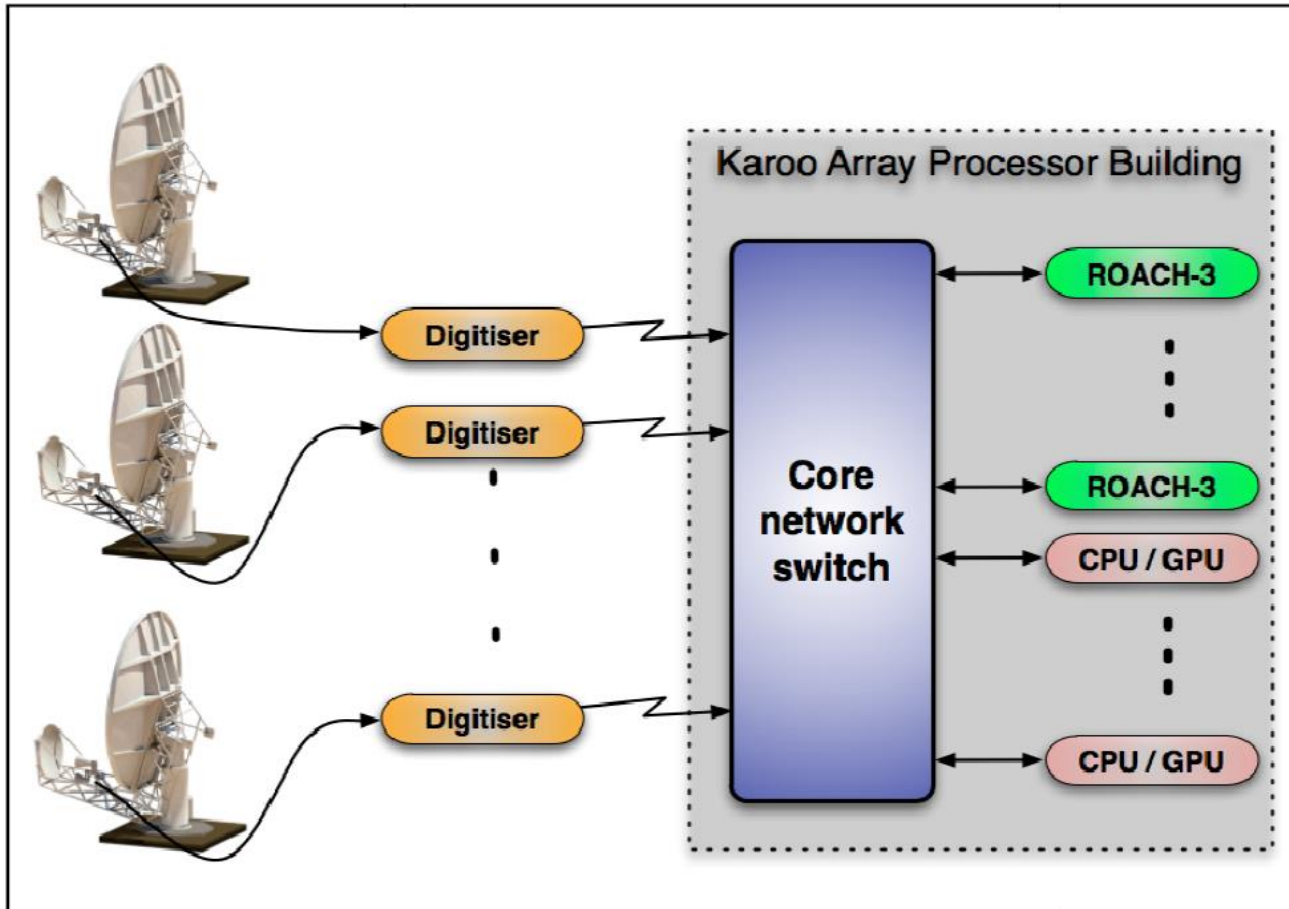 Karoo Array Processor Building
ROACH-3
Digitiser
Digitiser
Core
network
switch
ROACH-3
CPU / GPU
Digitiser
CPU / GPU